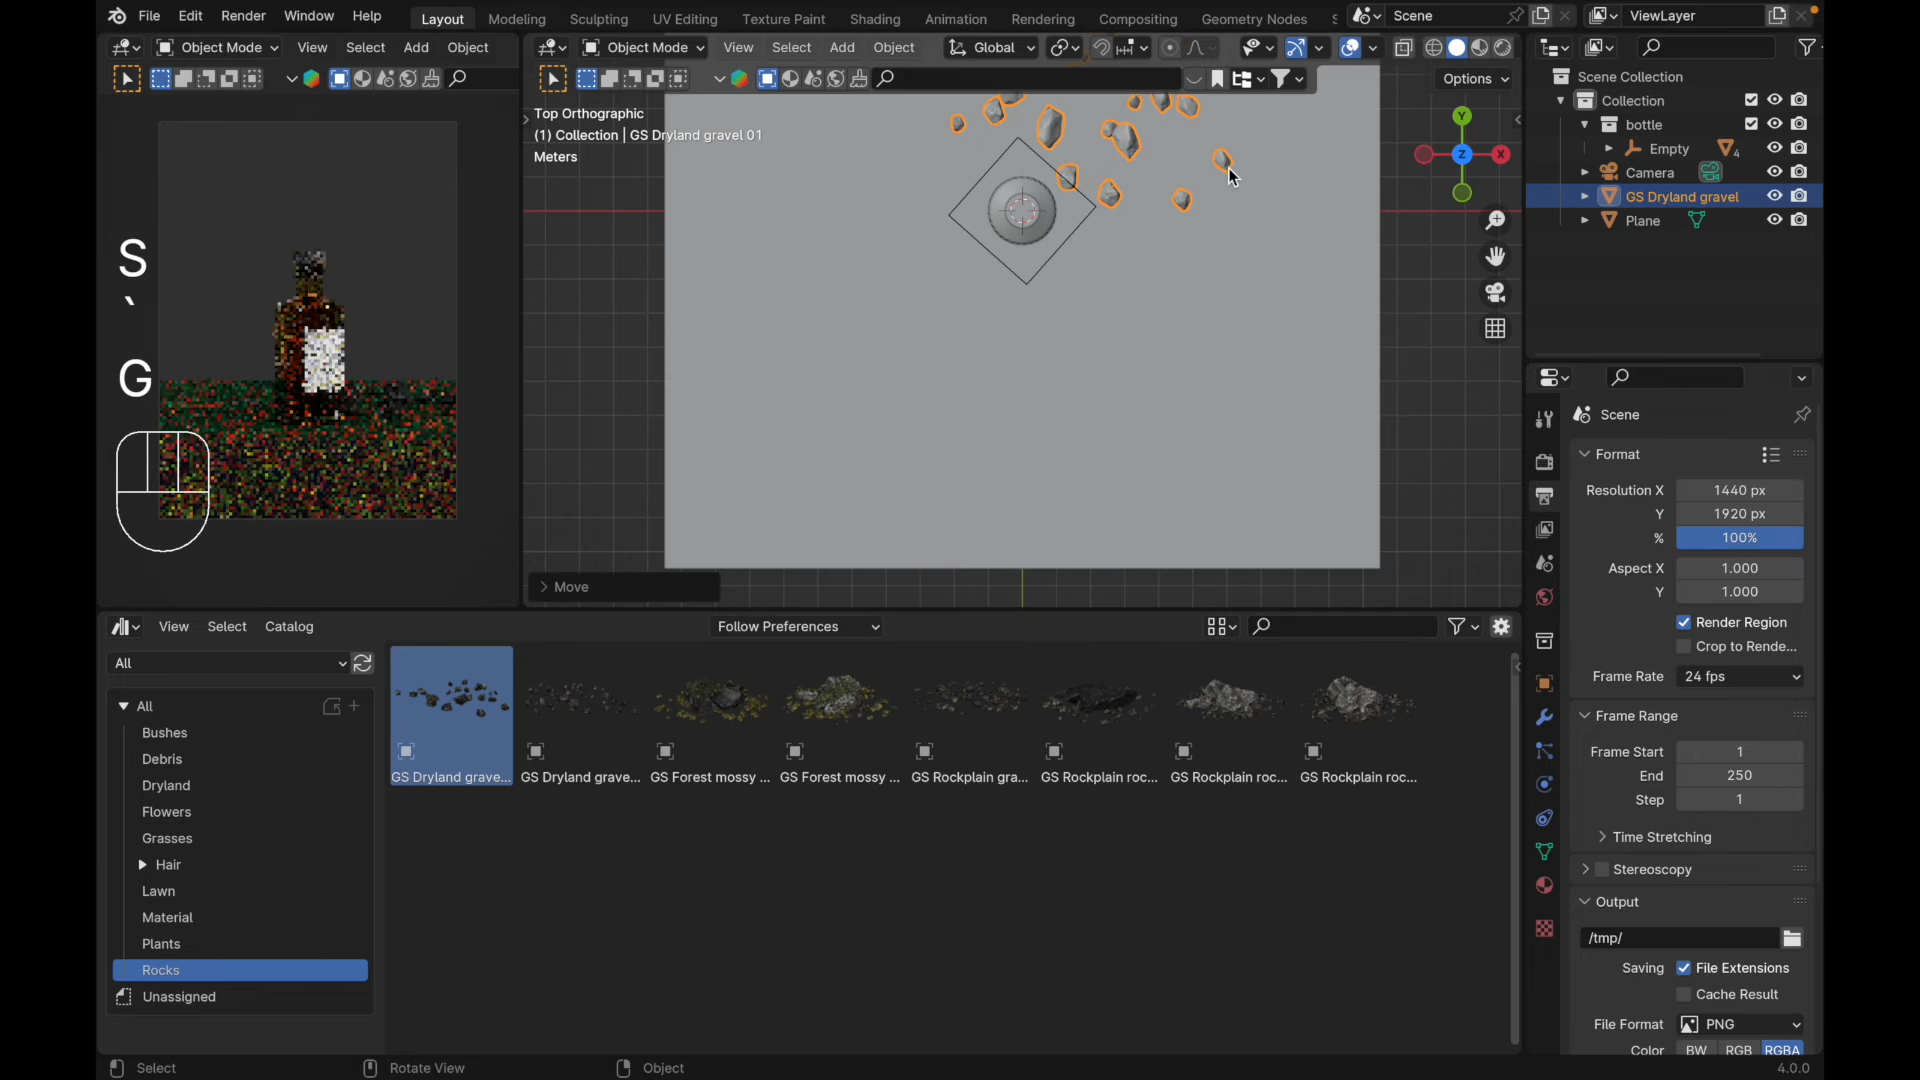 File Edit Render Window Help Layout Modeling Sculpting UV Editing Texture Paint Shading Animation Rendering Compositing Geometry Nodes S Scene ViewLayer
Object Mode View Select Add Object
Object Mode View Select Add Object Global
Options
Top Orthographic
(1) Collection | GS Dryland gravel 01
Meters
Y
X
Z
S
`
G
Move
Scene Collection
Collection
bottle
Empty 4
Camera
GS Dryland gravel
Plane
Scene
Format
Resolution X 1440 px
Y 1920 px
% 100%
Aspect X 1.000
Y 1.000
Render Region
Crop to Rende...
Frame Rate 24 fps
Frame Range
Frame Start 1
End 250
Step 1
Time Stretching
Stereoscopy
Output
/tmp/
Saving File Extensions
Cache Result
File Format PNG
Color BW RGB RGBA
View Select Catalog Follow Preferences
All
All
Bushes
Debris
Dryland
Flowers
Grasses
Hair
Lawn
Material
Plants
Rocks
Unassigned
GS Dryland grave... GS Dryland grave... GS Forest mossy ... GS Forest mossy ... GS Rockplain gra... GS Rockplain roc... GS Rockplain roc... GS Rockplain roc...
Select Rotate View Object 4.0.0